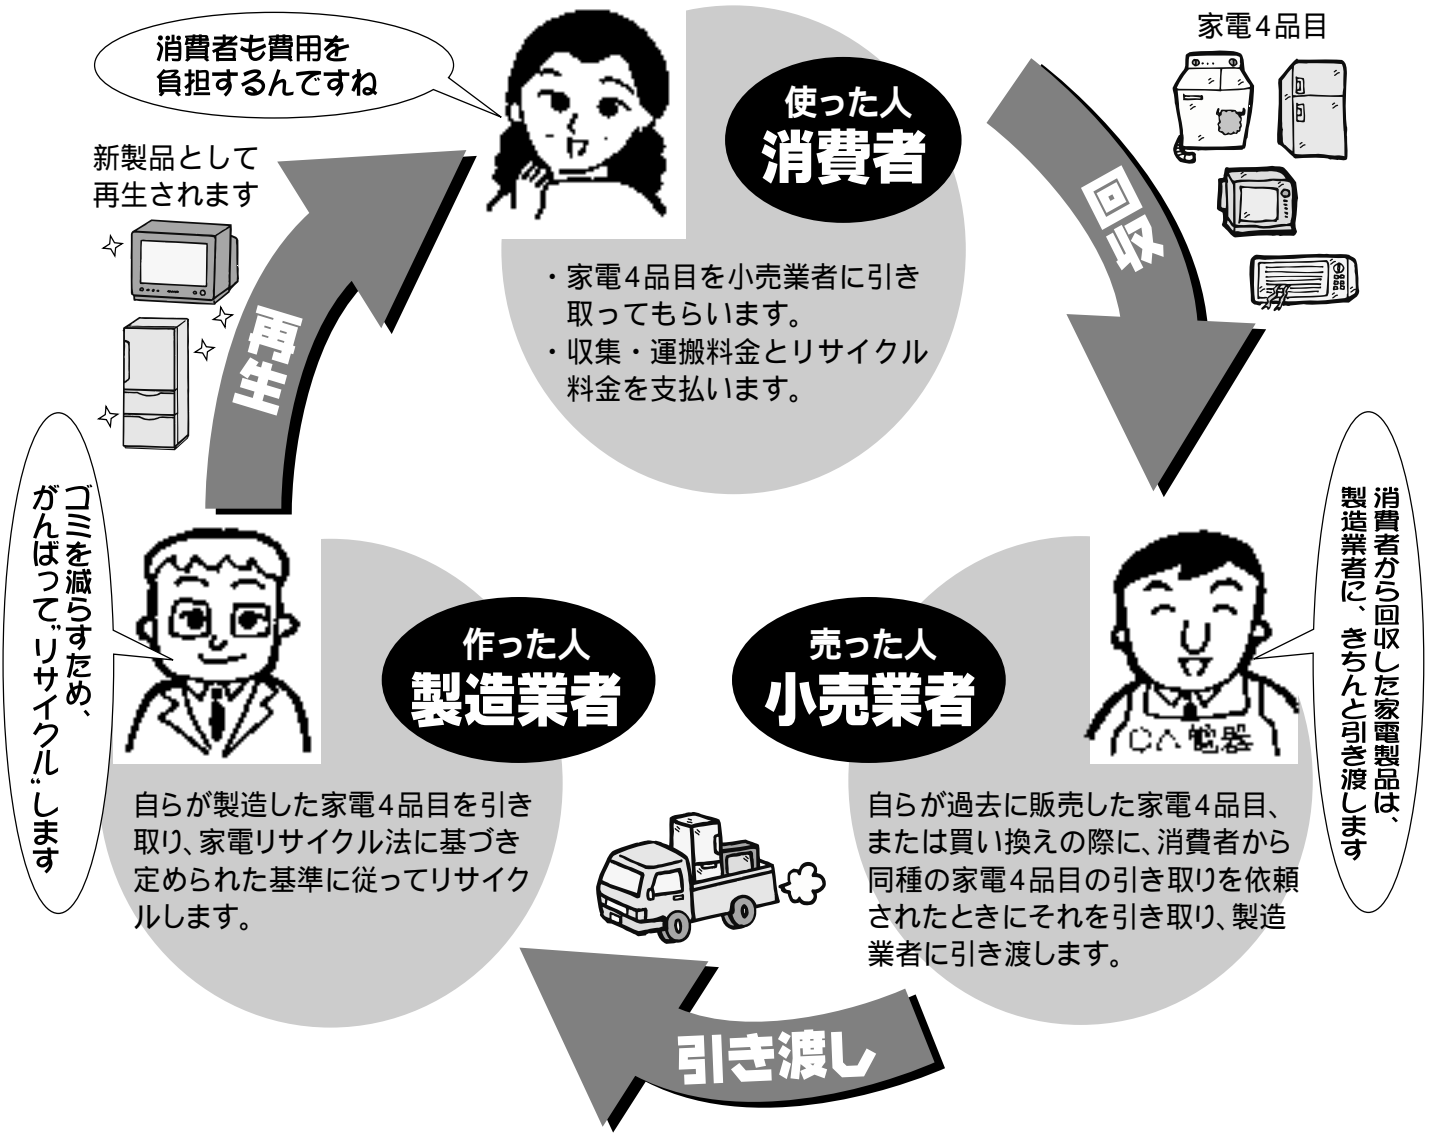 消費者も費用を
負担するんですね
使った人
消費者
・家電4品目を小売業者に引き
取ってもらいます。
・収集・運搬料金とリサイクル
料金を支払います。
家電4品目
回収
消費者から回収した家電製品は、
製造業者に、きちんと引き渡します
売った人
小売業者
○△電器
自らが過去に販売した家電4品目、
または買い換えの際に、消費者から
同種の家電4品目の引き取りを依頼
されたときにそれを引き取り、製造
業者に引き渡します。
引き渡し
作った人
製造業者
自らが製造した家電4品目を引き
取り、家電リサイクル法に基づき
定められた基準に従ってリサイク
ルします。
ゴミを減らすため、
がんばって“リサイクル”します
再生
新製品として
再生されます